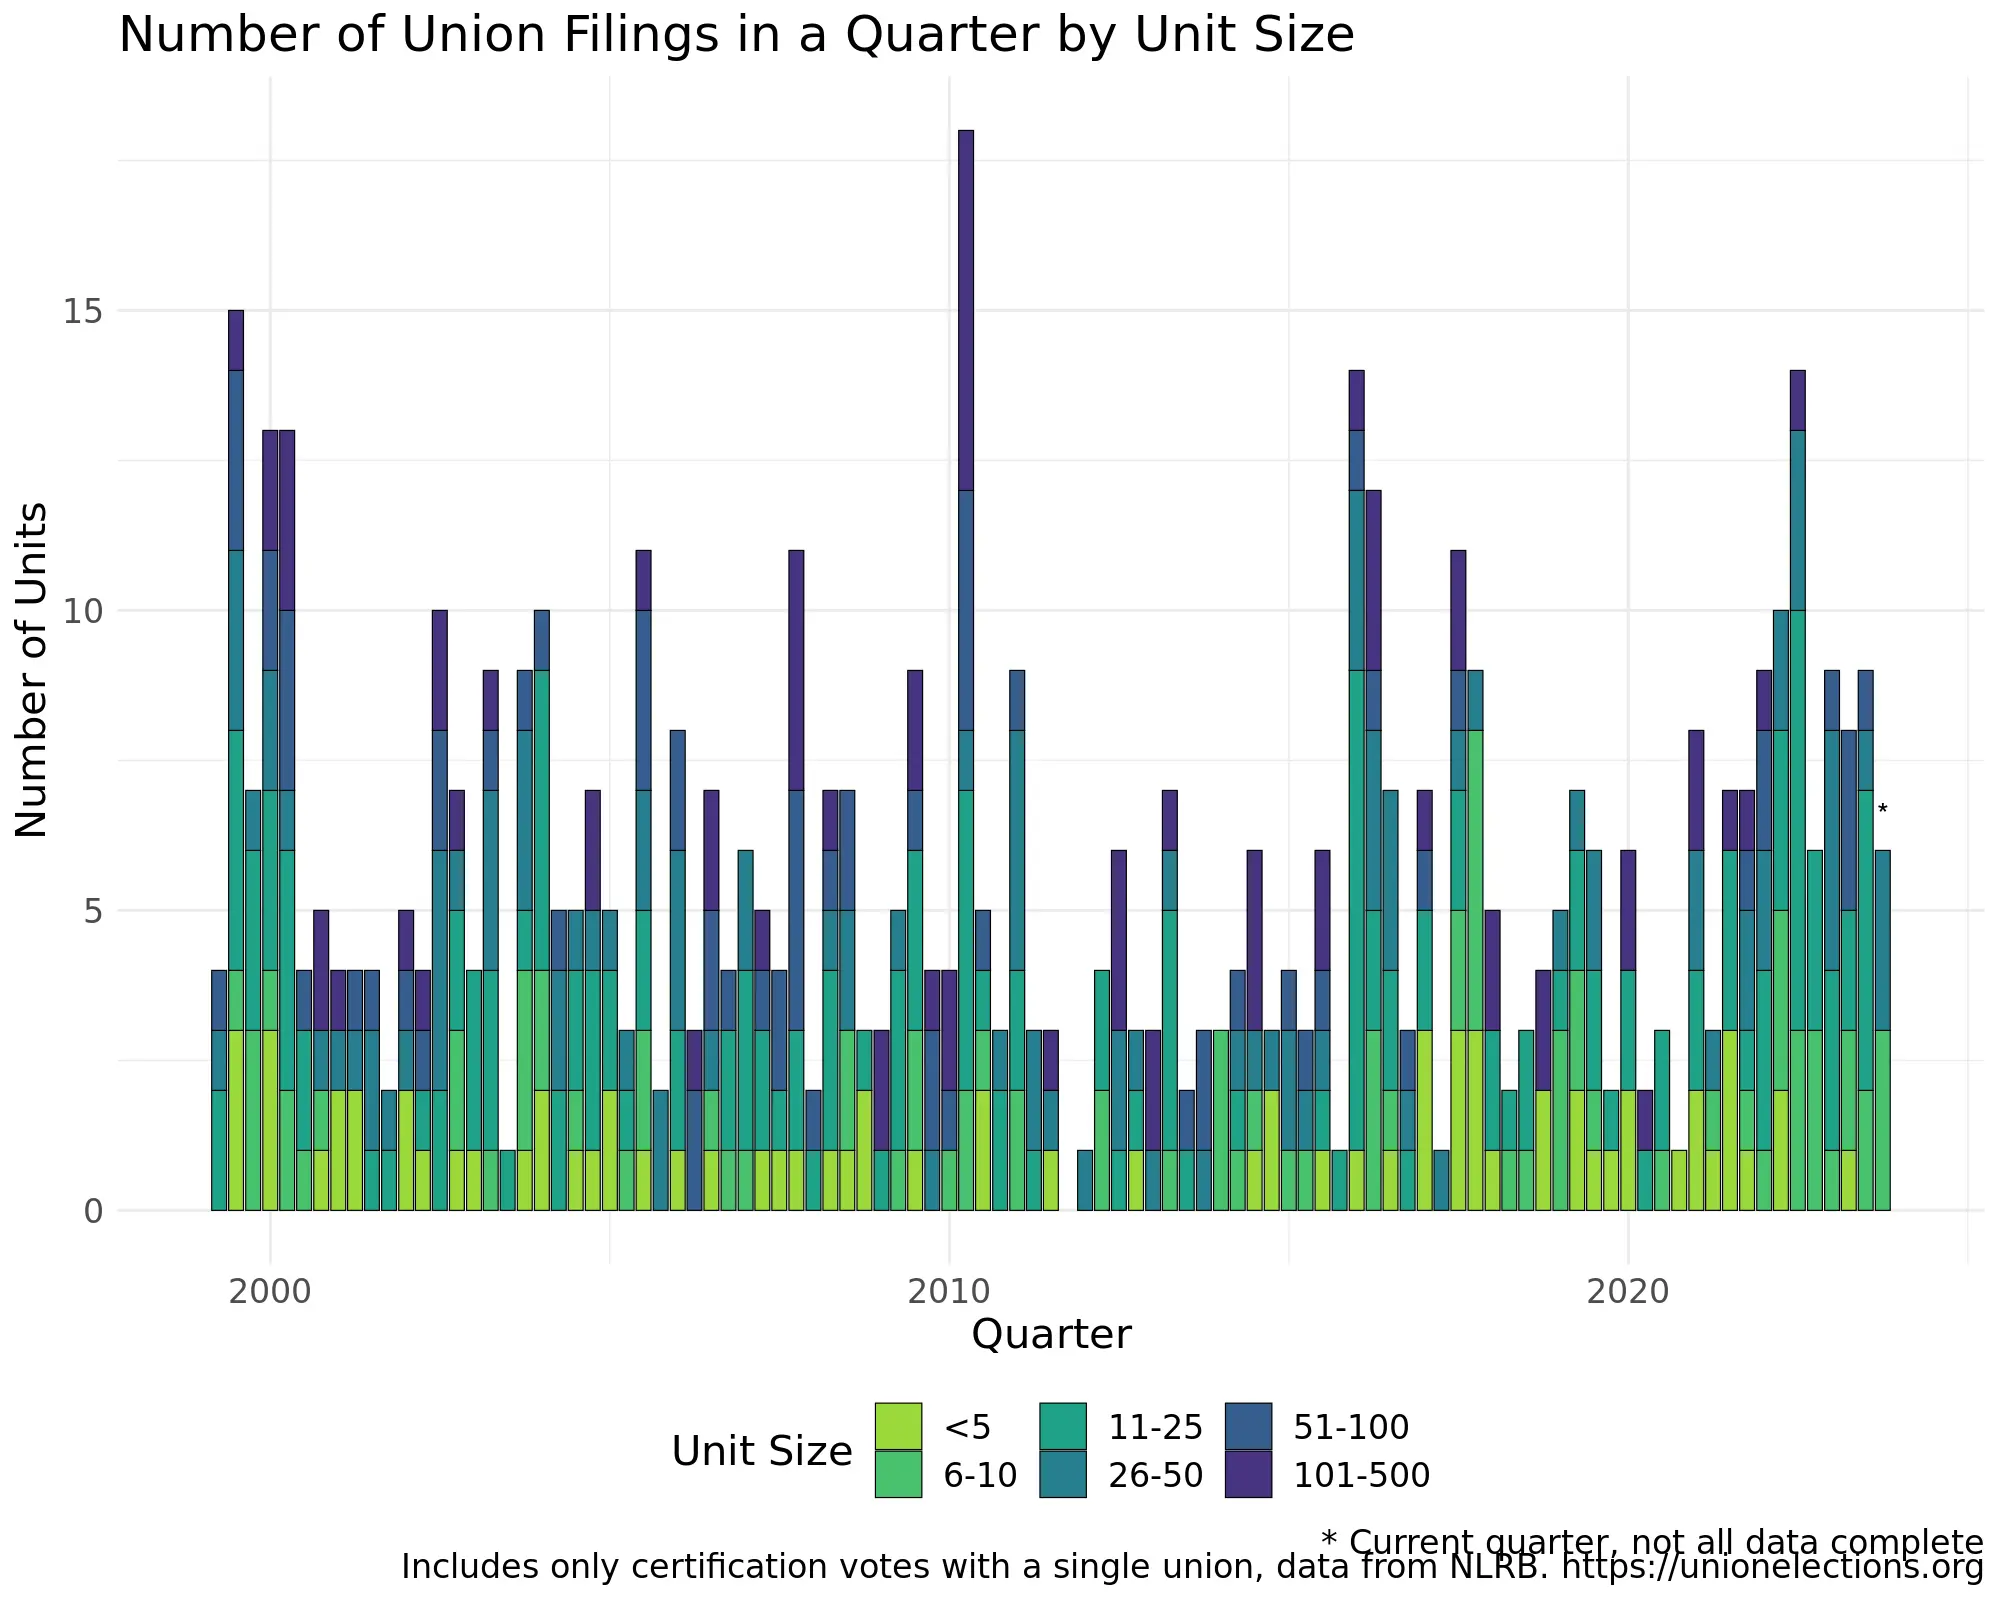 Number of Union Filings in a Quarter by Unit Size
Number of Units
15
10
5
0
2000 2010 2020
Quarter
Unit Size
<5 11-25 51-100
6-10 26-50 101-500
*
* Current quarter, not all data complete
Includes only certification votes with a single union, data from NLRB. https://unionelections.org